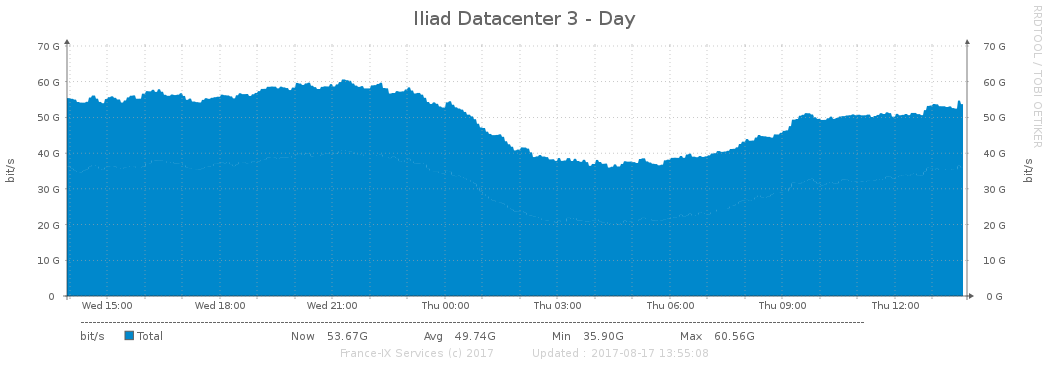 Iliad Datacenter 3 - Day
RRDTOOL / TOBI OETIKER
70 G 70 G
60 G 60 G
50 G 50 G
40 G 40 G
30 G 30 G
20 G 20 G
10 G 10 G
0 0 G
bit/s bit/s
Wed 15:00 Wed 18:00 Wed 21:00 Thu 00:00 Thu 03:00 Thu 06:00 Thu 09:00 Thu 12:00
bit/s Total Now 53.67G Avg 49.74G Min 35.90G Max 60.56G
France-IX Services (c) 2017 Updated : 2017-08-17 13:55:08